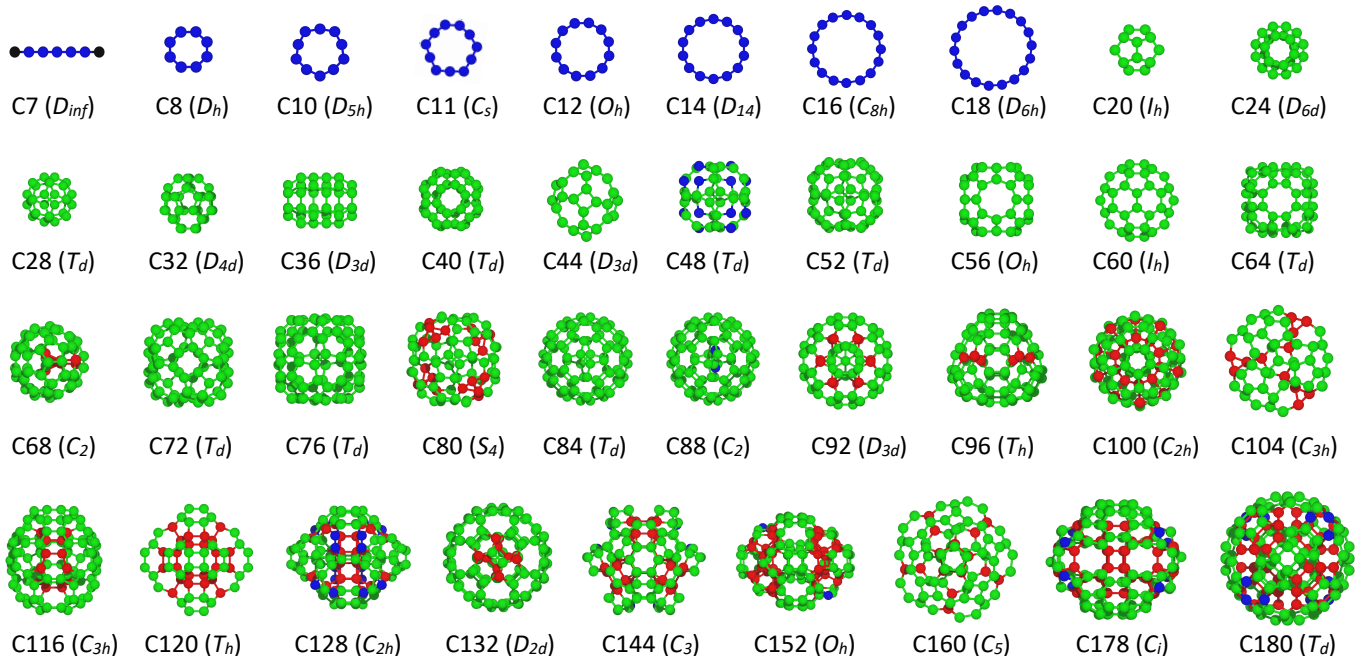 C7 (Dinf) C8 (Dh) C10 (D5h) C11 (Cs) C12 (Oh) C14 (D14) C16 (C8h) C18 (D6h) C20 (Ih) C24 (D6d)
C28 (Td) C32 (D4d) C36 (D3d) C40 (Td) C44 (D3d) C48 (Td) C52 (Td) C56 (Oh) C60 (Ih) C64 (Td)
C68 (C2) C72 (Td) C76 (Td) C80 (S4) C84 (Td) C88 (C2) C92 (D3d) C96 (Th) C100 (C2h) C104 (C3h)
C116 (C3h) C120 (Th) C128 (C2h) C132 (D2d) C144 (C3) C152 (Oh) C160 (C5) C178 (Ci) C180 (Td)